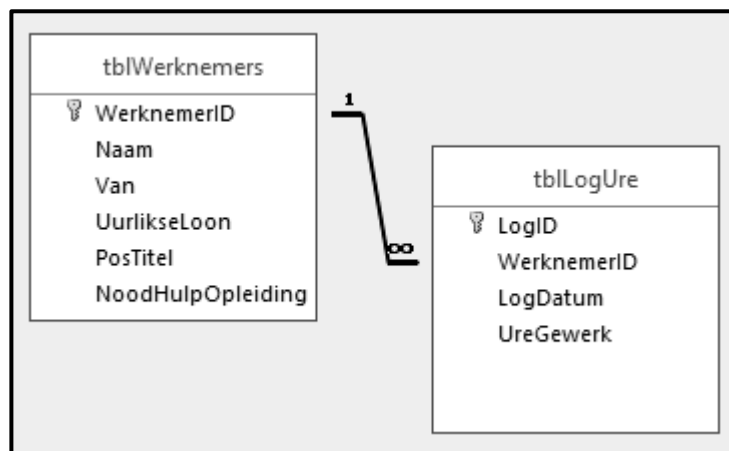 tblWerknemers
WerknemerID
Naam
Van
UurlikseLoon
PosTitel
NoodHulpOpleiding
1
∞
tblLogUre
LogID
WerknemerID
LogDatum
UreGewerk